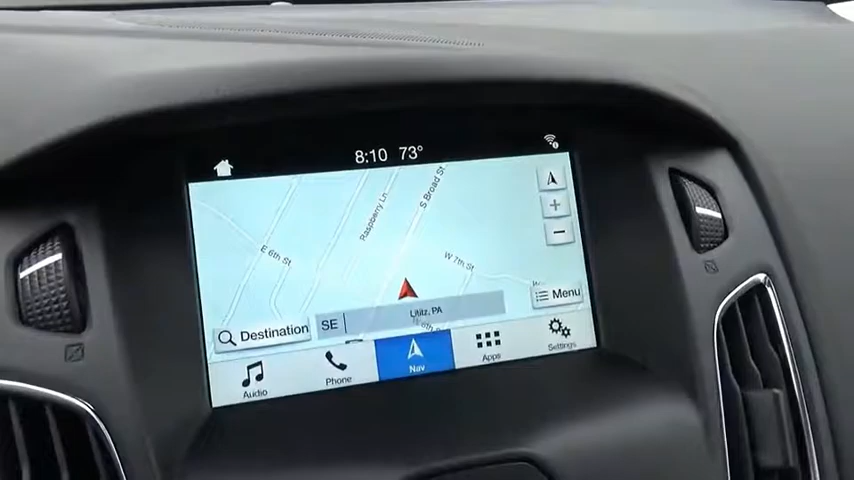 8:10 73°
S Broad St
Raspberry Ln
E 6th St
W 7th St
Menu
SE
Lititz, PA
Destination
Audio
Phone
Nav
Apps
Settings